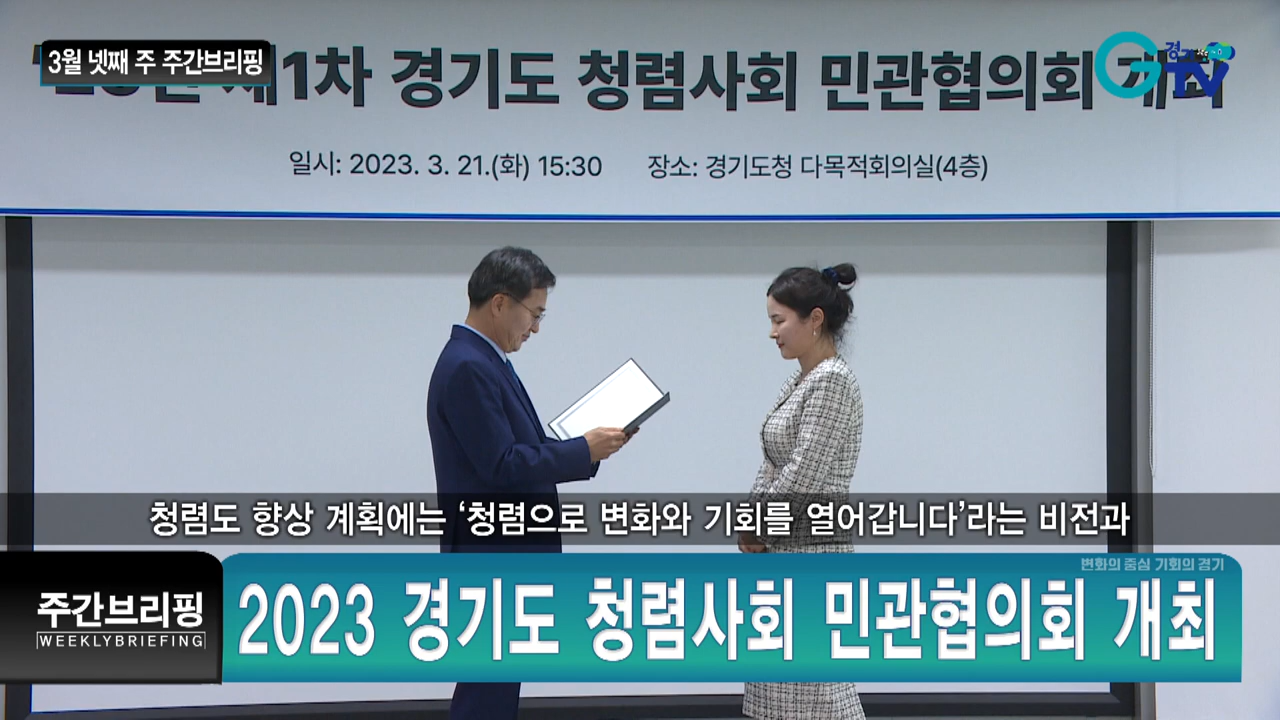 3월 넷째 주 주간브리핑
제1차 경기도 청렴사회 민관협의회 개최
경기
GTV
일시: 2023. 3. 21.(화) 15:30 장소: 경기도청 다목적회의실(4층)
청렴도 향상 계획에는 ‘청렴으로 변화와 기회를 열어갑니다’라는 비전과
변화의 중심 기회의 경기
주간브리핑
WEEKLYBRIEFING
2023 경기도 청렴사회 민관협의회 개최